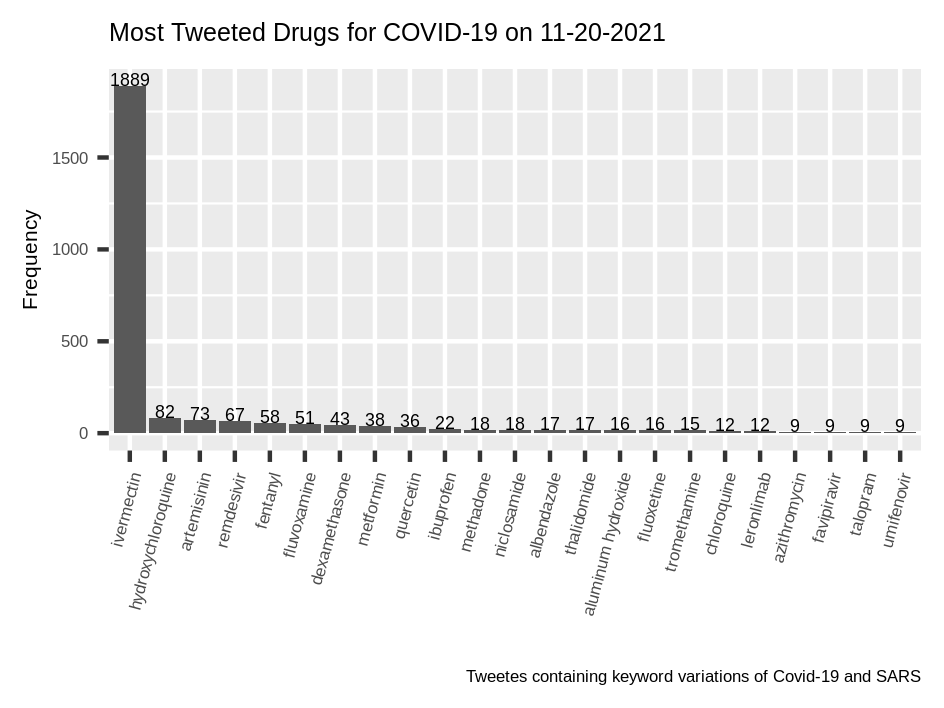 Most Tweeted Drugs for COVID-19 on 11-20-2021
1889
1500
1000
500
0
Frequency
82 73 67 58 51 43 38 36 22 18 18 17 17 16 16 15 12 12 9 9 9 9
ivermectin
hydroxychloroquine
artemisinin
remdesivir
fentanyl
fluvoxamine
dexamethasone
metformin
quercetin
ibuprofen
methadone
niclosamide
albendazole
thalidomide
aluminum hydroxide
fluoxetine
tromethamine
chloroquine
leronlimab
azithromycin
favipiravir
talopram
umifenovir
Tweetes containing keyword variations of Covid-19 and SARS